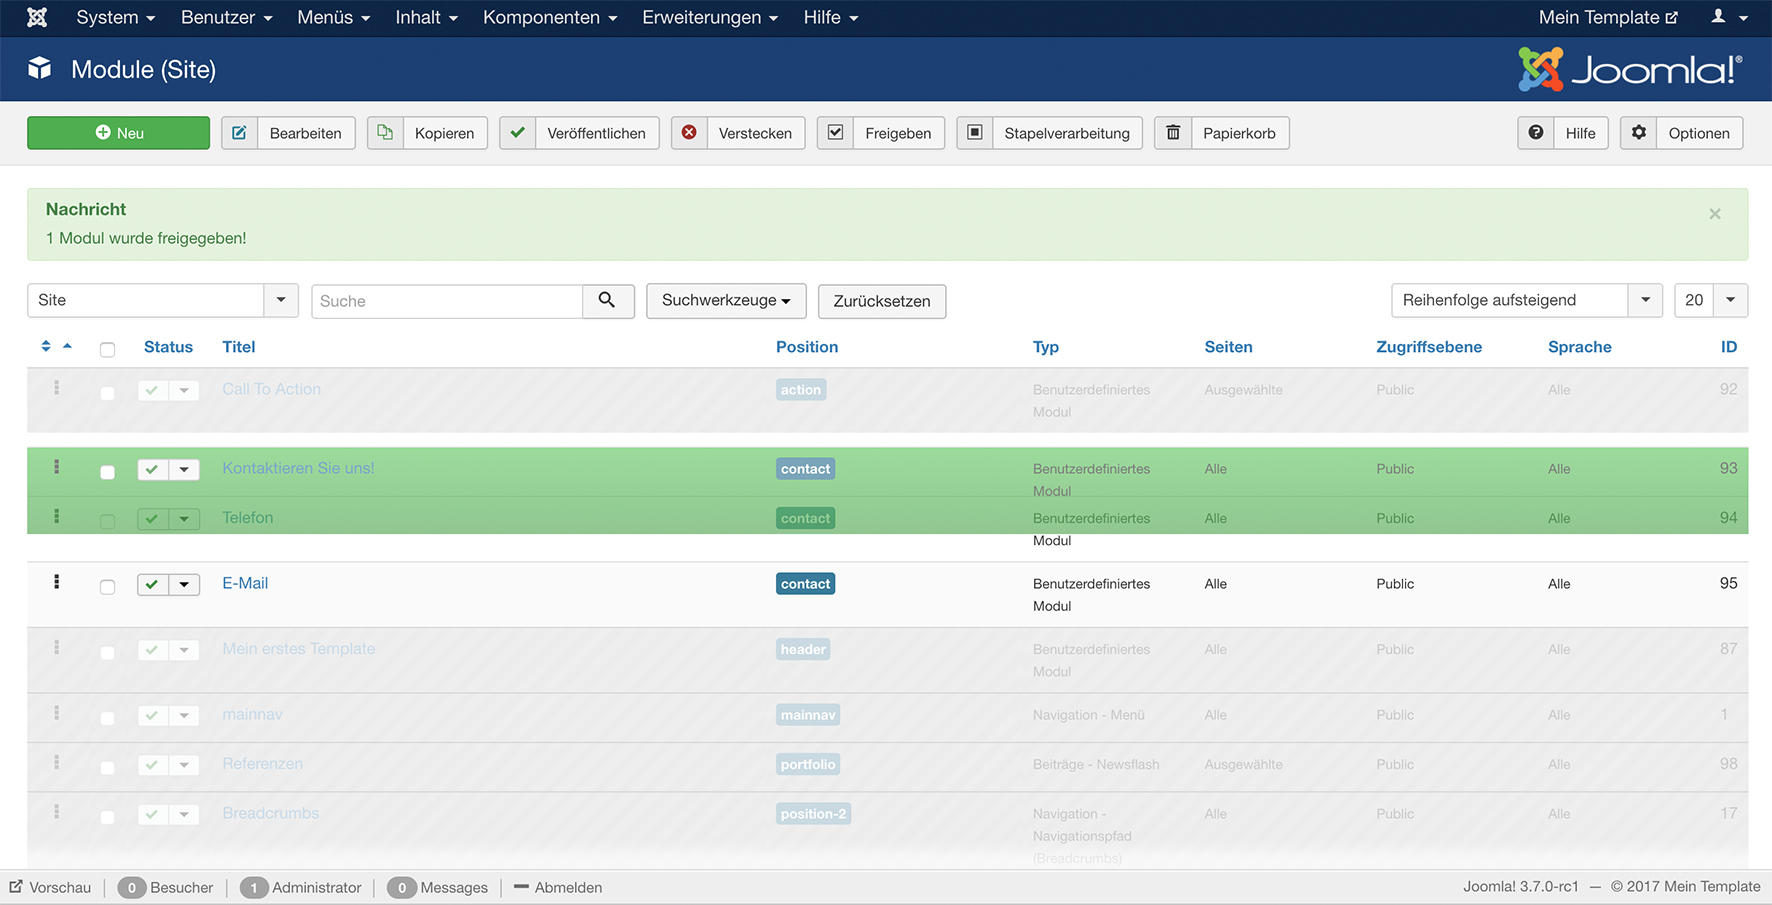 System Benutzer Menüs Inhalt Komponenten Erweiterungen Hilfe Mein Template
Module (Site) Joomla!®
Neu Bearbeiten Kopieren Veröffentlichen Verstecken Freigeben Stapelverarbeitung Papierkorb Hilfe Optionen
Nachricht ×
1 Modul wurde freigegeben!
Site Suche Suchwerkzeuge Zurücksetzen Reihenfolge aufsteigend 20
Status Titel Position Typ Seiten Zugriffsebene Sprache ID
Call To Action action Benutzerdefiniertes Ausgewählte Public Alle 92
Modul
Kontaktieren Sie uns! contact Benutzerdefiniertes Alle Public Alle 93
Modul
Telefon contact Benutzerdefiniertes Alle Public Alle 94
Modul
E-Mail contact Benutzerdefiniertes Alle Public Alle 95
Modul
Mein erstes Template header Benutzerdefiniertes Alle Public Alle 87
Modul
mainnav mainnav Navigation - Menü Alle Public Alle 1
Referenzen portfolio Beiträge - Newsflash Ausgewählte Public Alle 98
Breadcrumbs position-2 Navigation - Alle Public Alle 17
Navigationspfad
(Breadcrumbs)
Vorschau 0 Besucher 1 Administrator 0 Messages Abmelden Joomla! 3.7.0-rc1 — © 2017 Mein Template